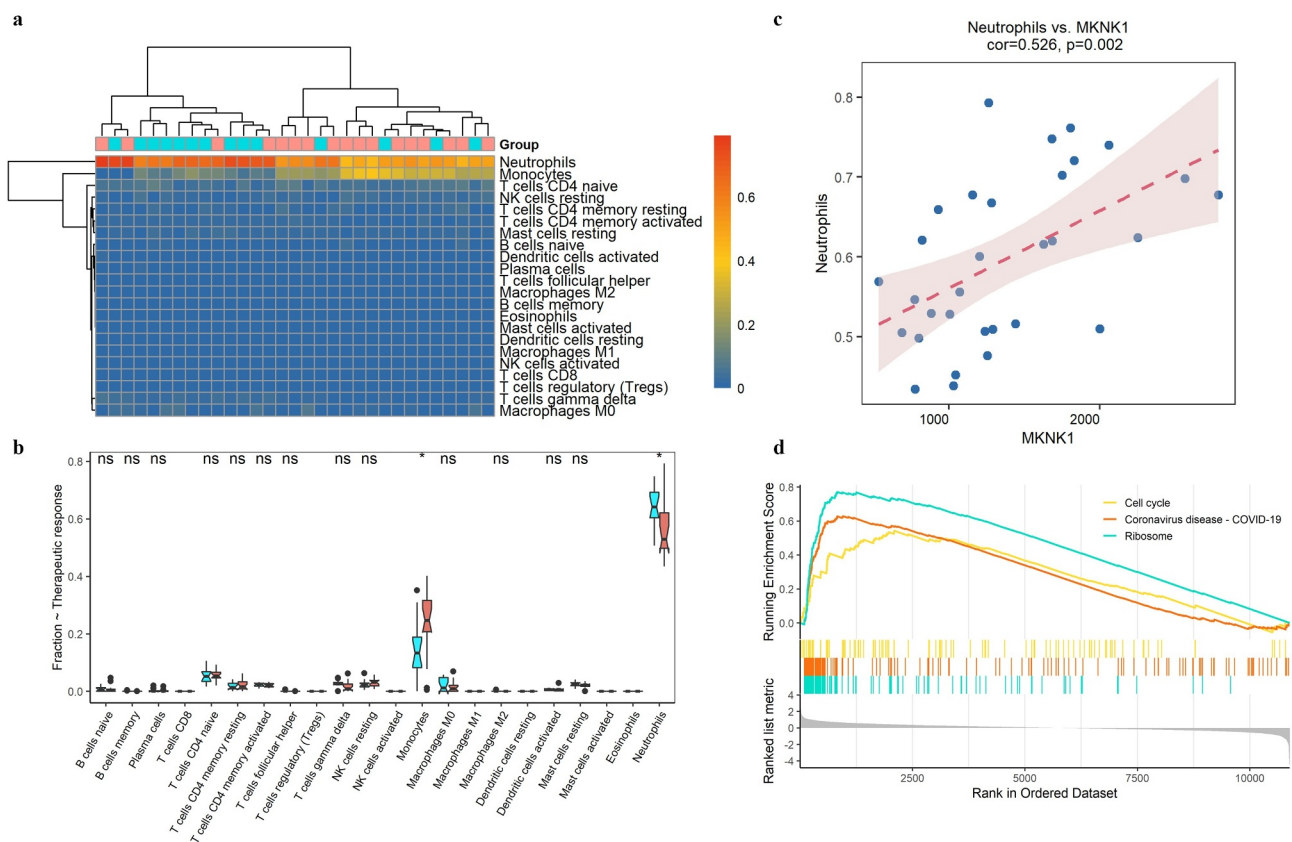 a
Group
Neutrophils
Monocytes
T cells CD4 naive
NK cells resting
T cells CD4 memory resting
T cells CD4 memory activated
Mast cells resting
B cells naive
Dendritic cells activated
Plasma cells
T cells follicular helper
Macrophages M2
B cells memory
Eosinophils
Mast cells activated
Dendritic cells resting
Macrophages M1
NK cells activated
T cells CD8
T cells regulatory (Tregs)
T cells gamma delta
Macrophages M0
0.6
0.4
0.2
0
c
Neutrophils vs. MKNK1
cor=0.526, p=0.002
Neutrophils
0.8
0.7
0.6
0.5
1000
2000
MKNK1
b
Fraction ~ Therapeutic response
0.8
0.6
0.4
0.2
0.0
ns
ns
ns
ns
ns
ns
ns
ns
ns
*
ns
ns
ns
ns
*
B cells naive
B cells memory
Plasma cells
T cells CD8
T cells CD4 naive
T cells CD4 memory resting
T cells CD4 memory activated
T cells follicular helper
T cells regulatory (Tregs)
T cells gamma delta
NK cells resting
NK cells activated
Monocytes
Macrophages M0
Macrophages M1
Macrophages M2
Dendritic cells resting
Dendritic cells activated
Mast cells resting
Mast cells activated
Eosinophils
Neutrophils
d
Running Enrichment Score
0.8
0.6
0.4
0.2
0.0
Cell cycle
Coronavirus disease - COVID-19
Ribosome
Ranked list metric
4
2
0
-2
-4
2500
5000
7500
10000
Rank in Ordered Dataset